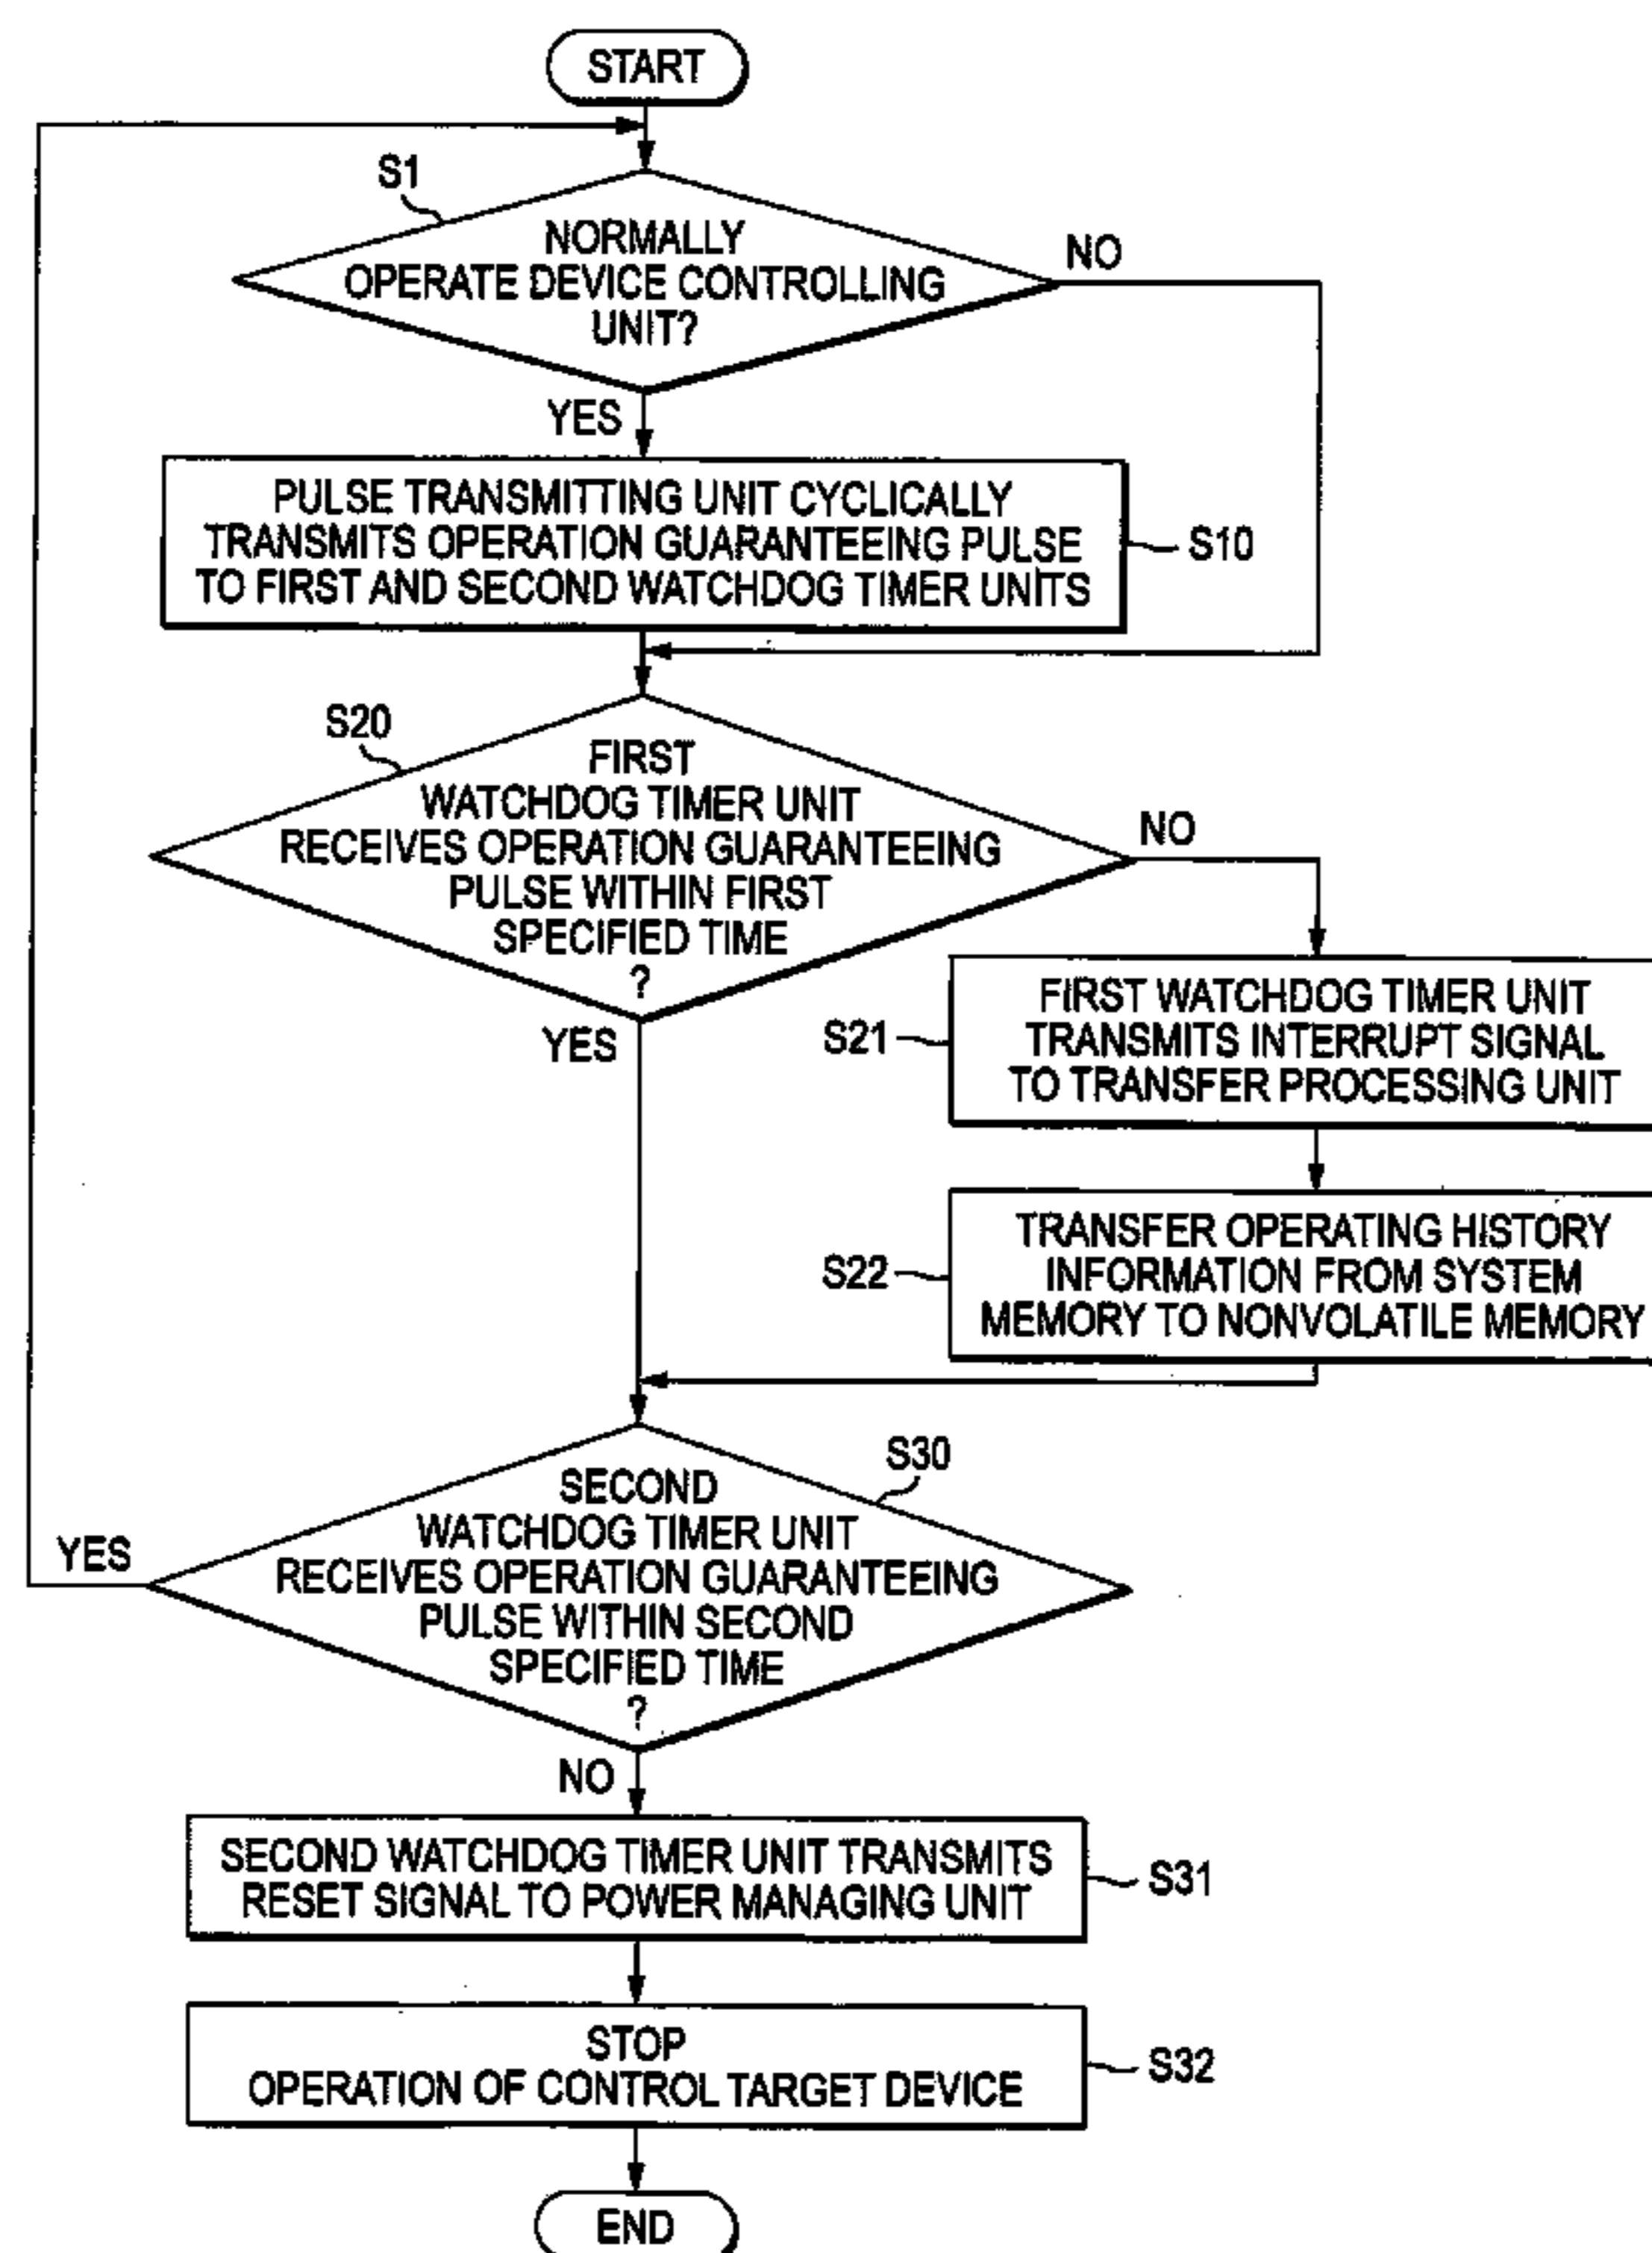 START
S1
NORMALLY
OPERATE DEVICE CONTROLLING
UNIT?
NO
YES
PULSE TRANSMITTING UNIT CYCLICALLY
TRANSMITS OPERATION GUARANTEEING PULSE
TO FIRST AND SECOND WATCHDOG TIMER UNITS
S10
S20
FIRST
WATCHDOG TIMER UNIT
RECEIVES OPERATION GUARANTEEING
PULSE WITHIN FIRST
SPECIFIED TIME
?
NO
YES
S21
FIRST WATCHDOG TIMER UNIT
TRANSMITS INTERRUPT SIGNAL
TO TRANSFER PROCESSING UNIT
S22
TRANSFER OPERATING HISTORY
INFORMATION FROM SYSTEM
MEMORY TO NONVOLATILE MEMORY
S30
SECOND
WATCHDOG TIMER UNIT
RECEIVES OPERATION GUARANTEEING
PULSE WITHIN SECOND
SPECIFIED TIME
?
YES
NO
SECOND WATCHDOG TIMER UNIT TRANSMITS
RESET SIGNAL TO POWER MANAGING UNIT
S31
STOP
OPERATION OF CONTROL TARGET DEVICE
S32
END